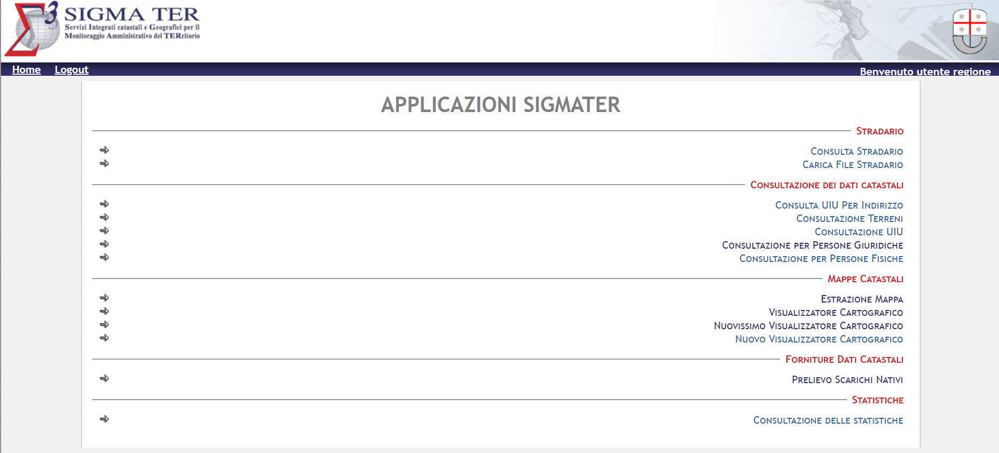 SIGMA TER
Servizi Integrati catastali e Geografici per il
Monitoraggio Amministrativo del TERritorio
Home Logout Benvenuto utente regione
APPLICAZIONI SIGMATER
Stradario
Consulta Stradario
Carica File Stradario
Consultazione dei dati catastali
Consulta UIU Per Indirizzo
Consultazione Terreni
Consultazione UIU
Consultazione per Persone Giuridiche
Consultazione per Persone Fisiche
Mappe Catastali
Estrazione Mappa
Visualizzatore Cartografico
Nuovissimo Visualizzatore Cartografico
Nuovo Visualizzatore Cartografico
Forniture Dati Catastali
Prelievo Scarichi Nativi
Statistiche
Consultazione delle statistiche